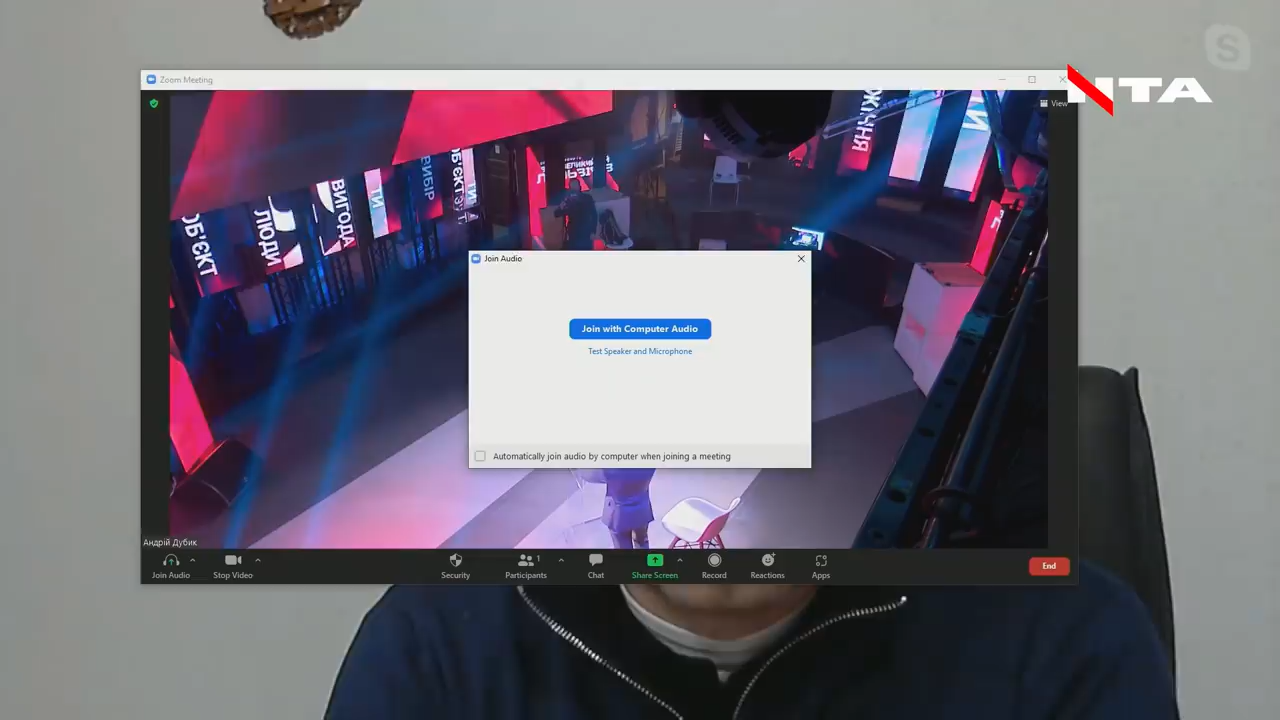 Zoom Meeting
NTA
S
View
ОБ'ЄКТ
ЛЮДИ
ВИГОДА
ТИ
ВИБІР
Join Audio
Join with Computer Audio
Test Speaker and Microphone
Automatically join audio by computer when joining a meeting
Андрій Дубик
Join Audio
Stop Video
Security
Participants
1
Chat
Share Screen
Record
Reactions
Apps
End